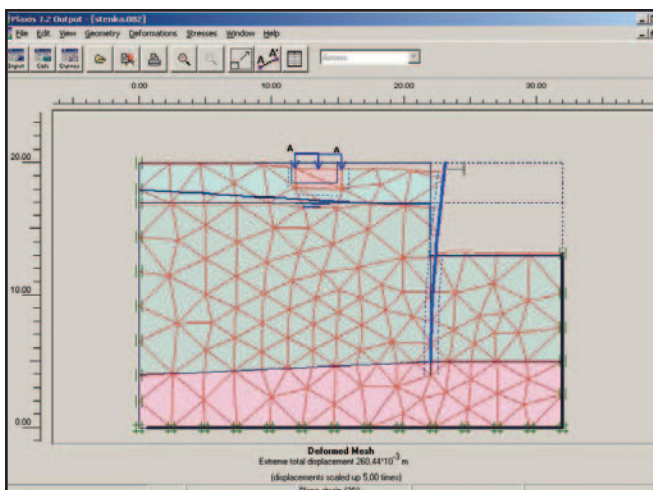 Plaxis 7.2 Output - [stenka.082]
File Edit View Geometry Deformations Stresses Window Help
Input Calc Curves
A A'
Arrows
0.00 10.00 20.00 30.00
A A
20.00
10.00
0.00
Deformed Mesh
Extreme total displacement 260,44*10-3 m
(displacements scaled up 5,00 times)